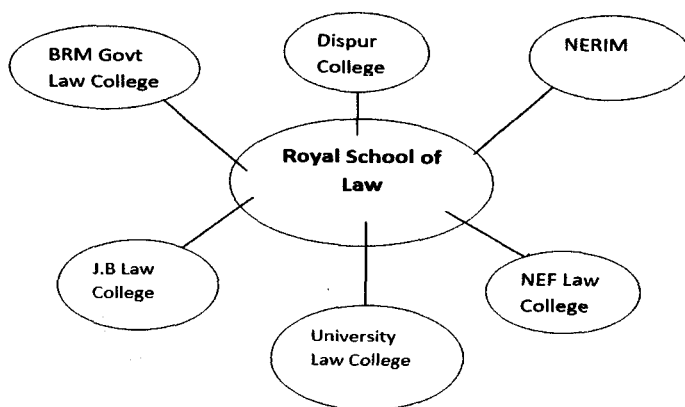 BRM Govt
Law College
Dispur
College
NERIM
Royal School of
Law
J.B Law
College
NEF Law
College
University
Law College